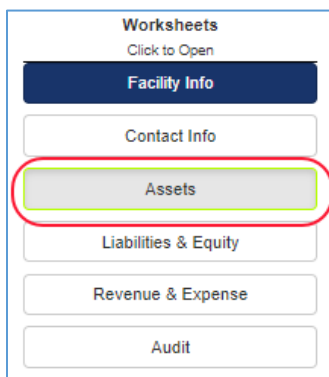 Worksheets
Click to Open
Facility Info
Contact Info
Assets
Liabilities & Equity
Revenue & Expense
Audit